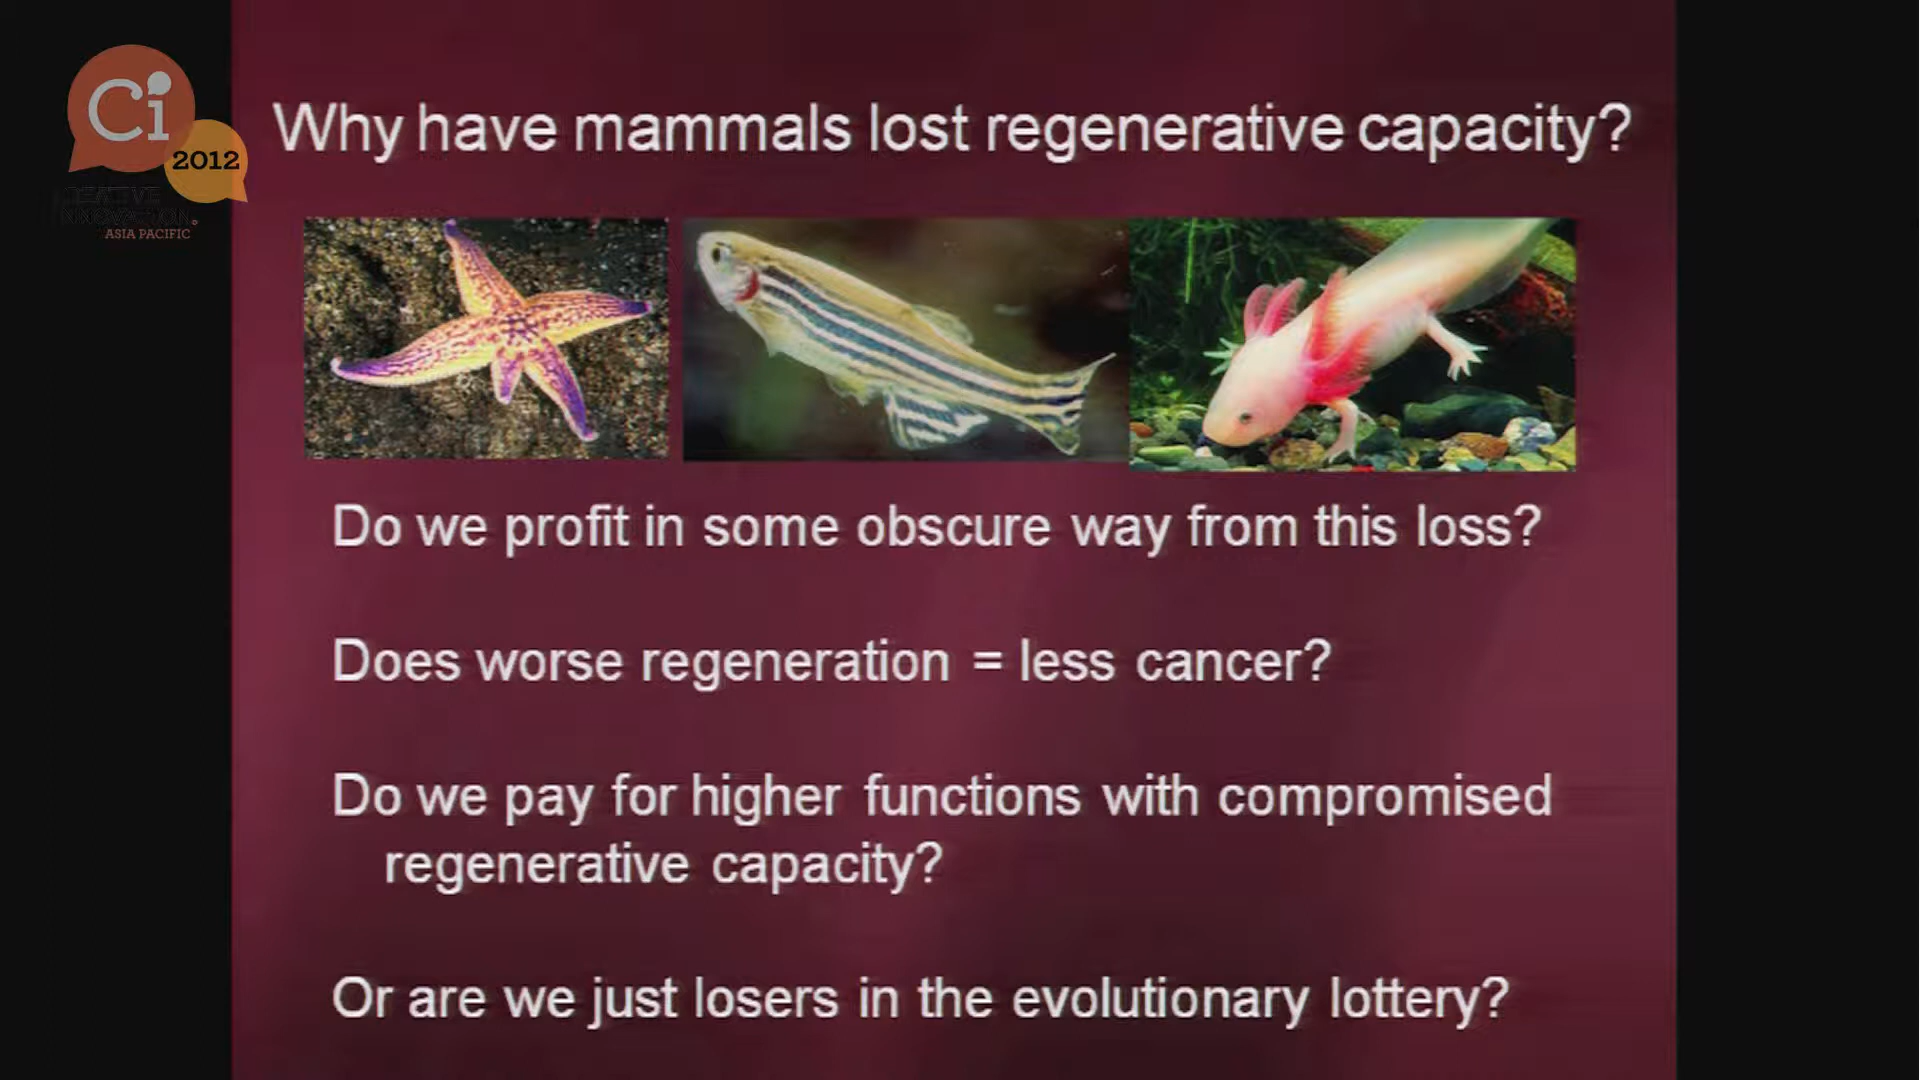 Ci
2012
CREATIVE
INNOVATION
ASIA PACIFIC
Why have mammals lost regenerative capacity?
Do we profit in some obscure way from this loss?
Does worse regeneration = less cancer?
Do we pay for higher functions with compromised
regenerative capacity?
Or are we just losers in the evolutionary lottery?